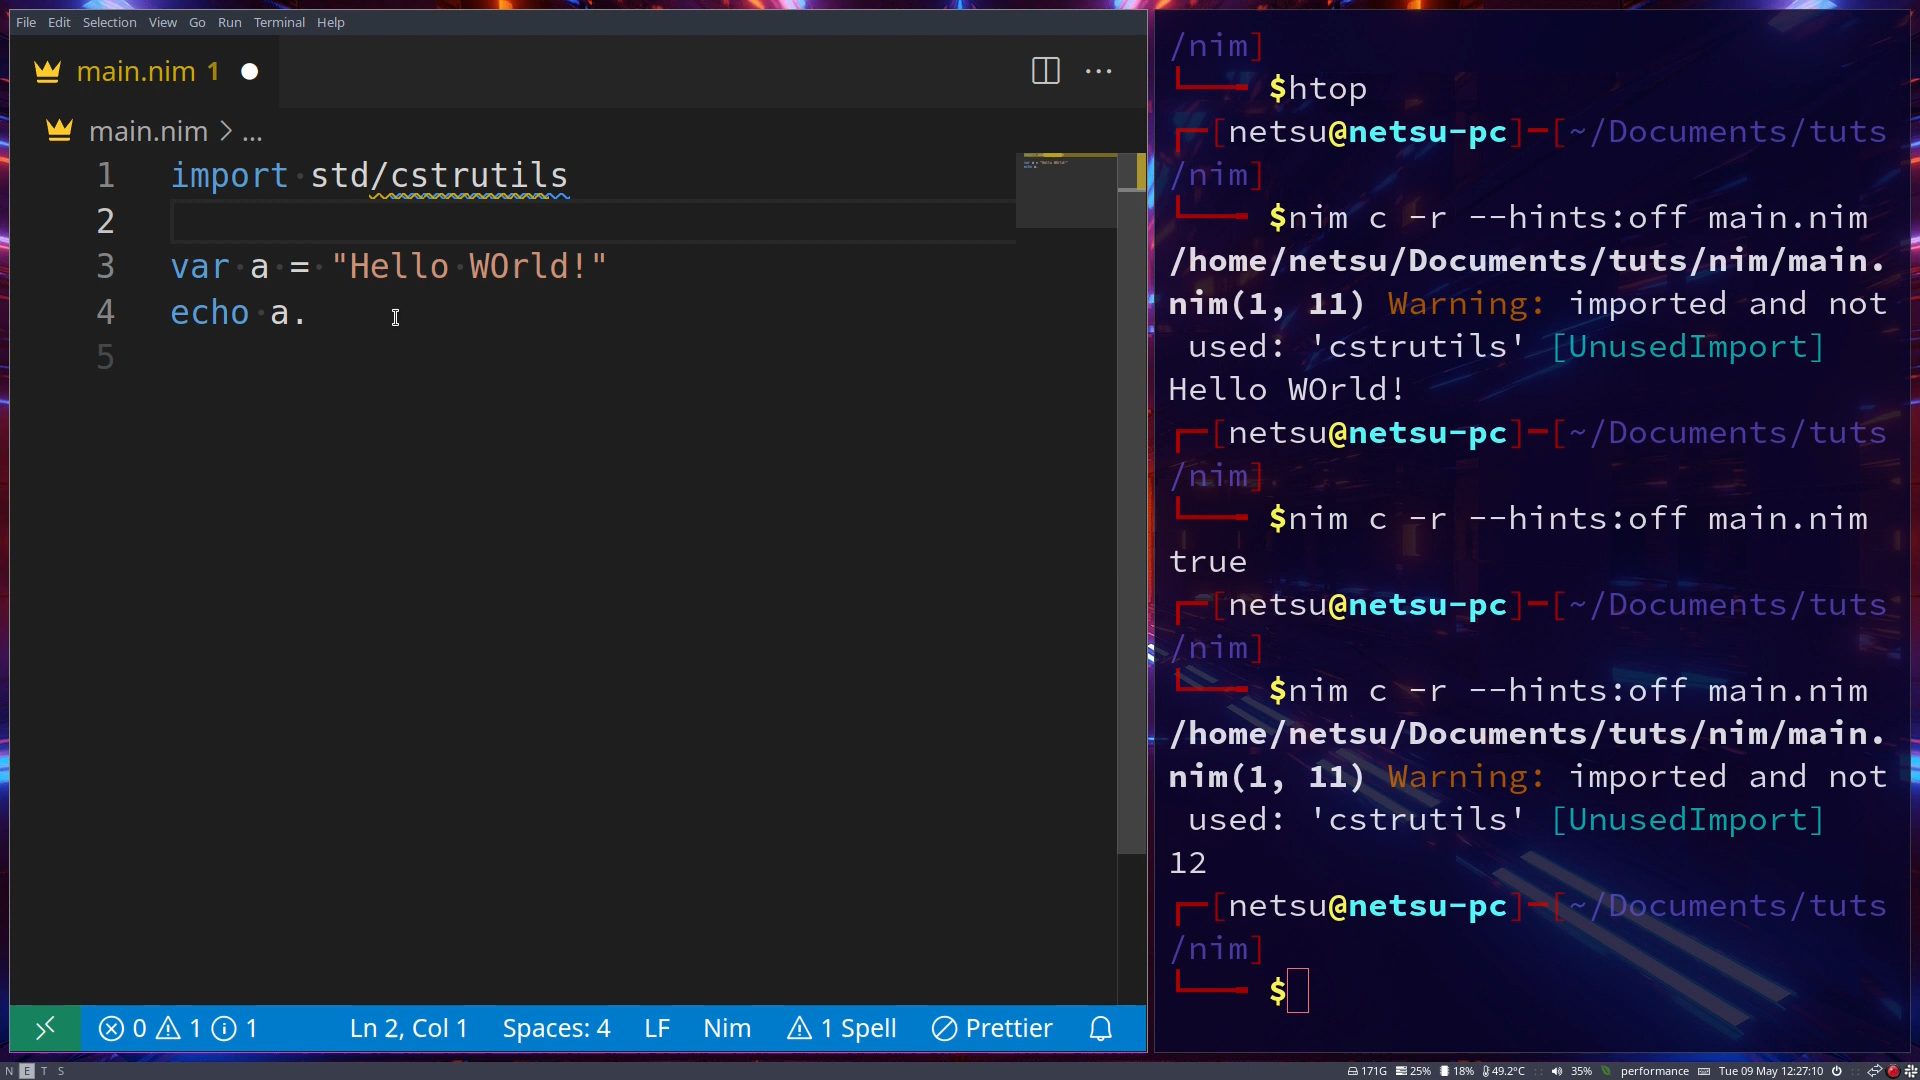 File Edit Selection View Go Run Terminal Help
main.nim 1
main.nim > ...
1 import std/cstrutils
2
3 var a = "Hello WOrld!"
4 echo a.
5
0 1 1 Ln 2, Col 1 Spaces: 4 LF Nim 1 Spell Prettier
/nim]
$htop
[netsu@netsu-pc]-[~/Documents/tuts
/nim]
$nim c -r --hints:off main.nim
/home/netsu/Documents/tuts/nim/main.
nim(1, 11) Warning: imported and not
used: 'cstrutils' [UnusedImport]
Hello WOrld!
[netsu@netsu-pc]-[~/Documents/tuts
/nim]
$nim c -r --hints:off main.nim
true
[netsu@netsu-pc]-[~/Documents/tuts
/nim]
$nim c -r --hints:off main.nim
/home/netsu/Documents/tuts/nim/main.
nim(1, 11) Warning: imported and not
used: 'cstrutils' [UnusedImport]
12
[netsu@netsu-pc]-[~/Documents/tuts
/nim]
$
N E T S 171G 25% 18% 49.2°C 35% performance Tue 09 May 12:27:10